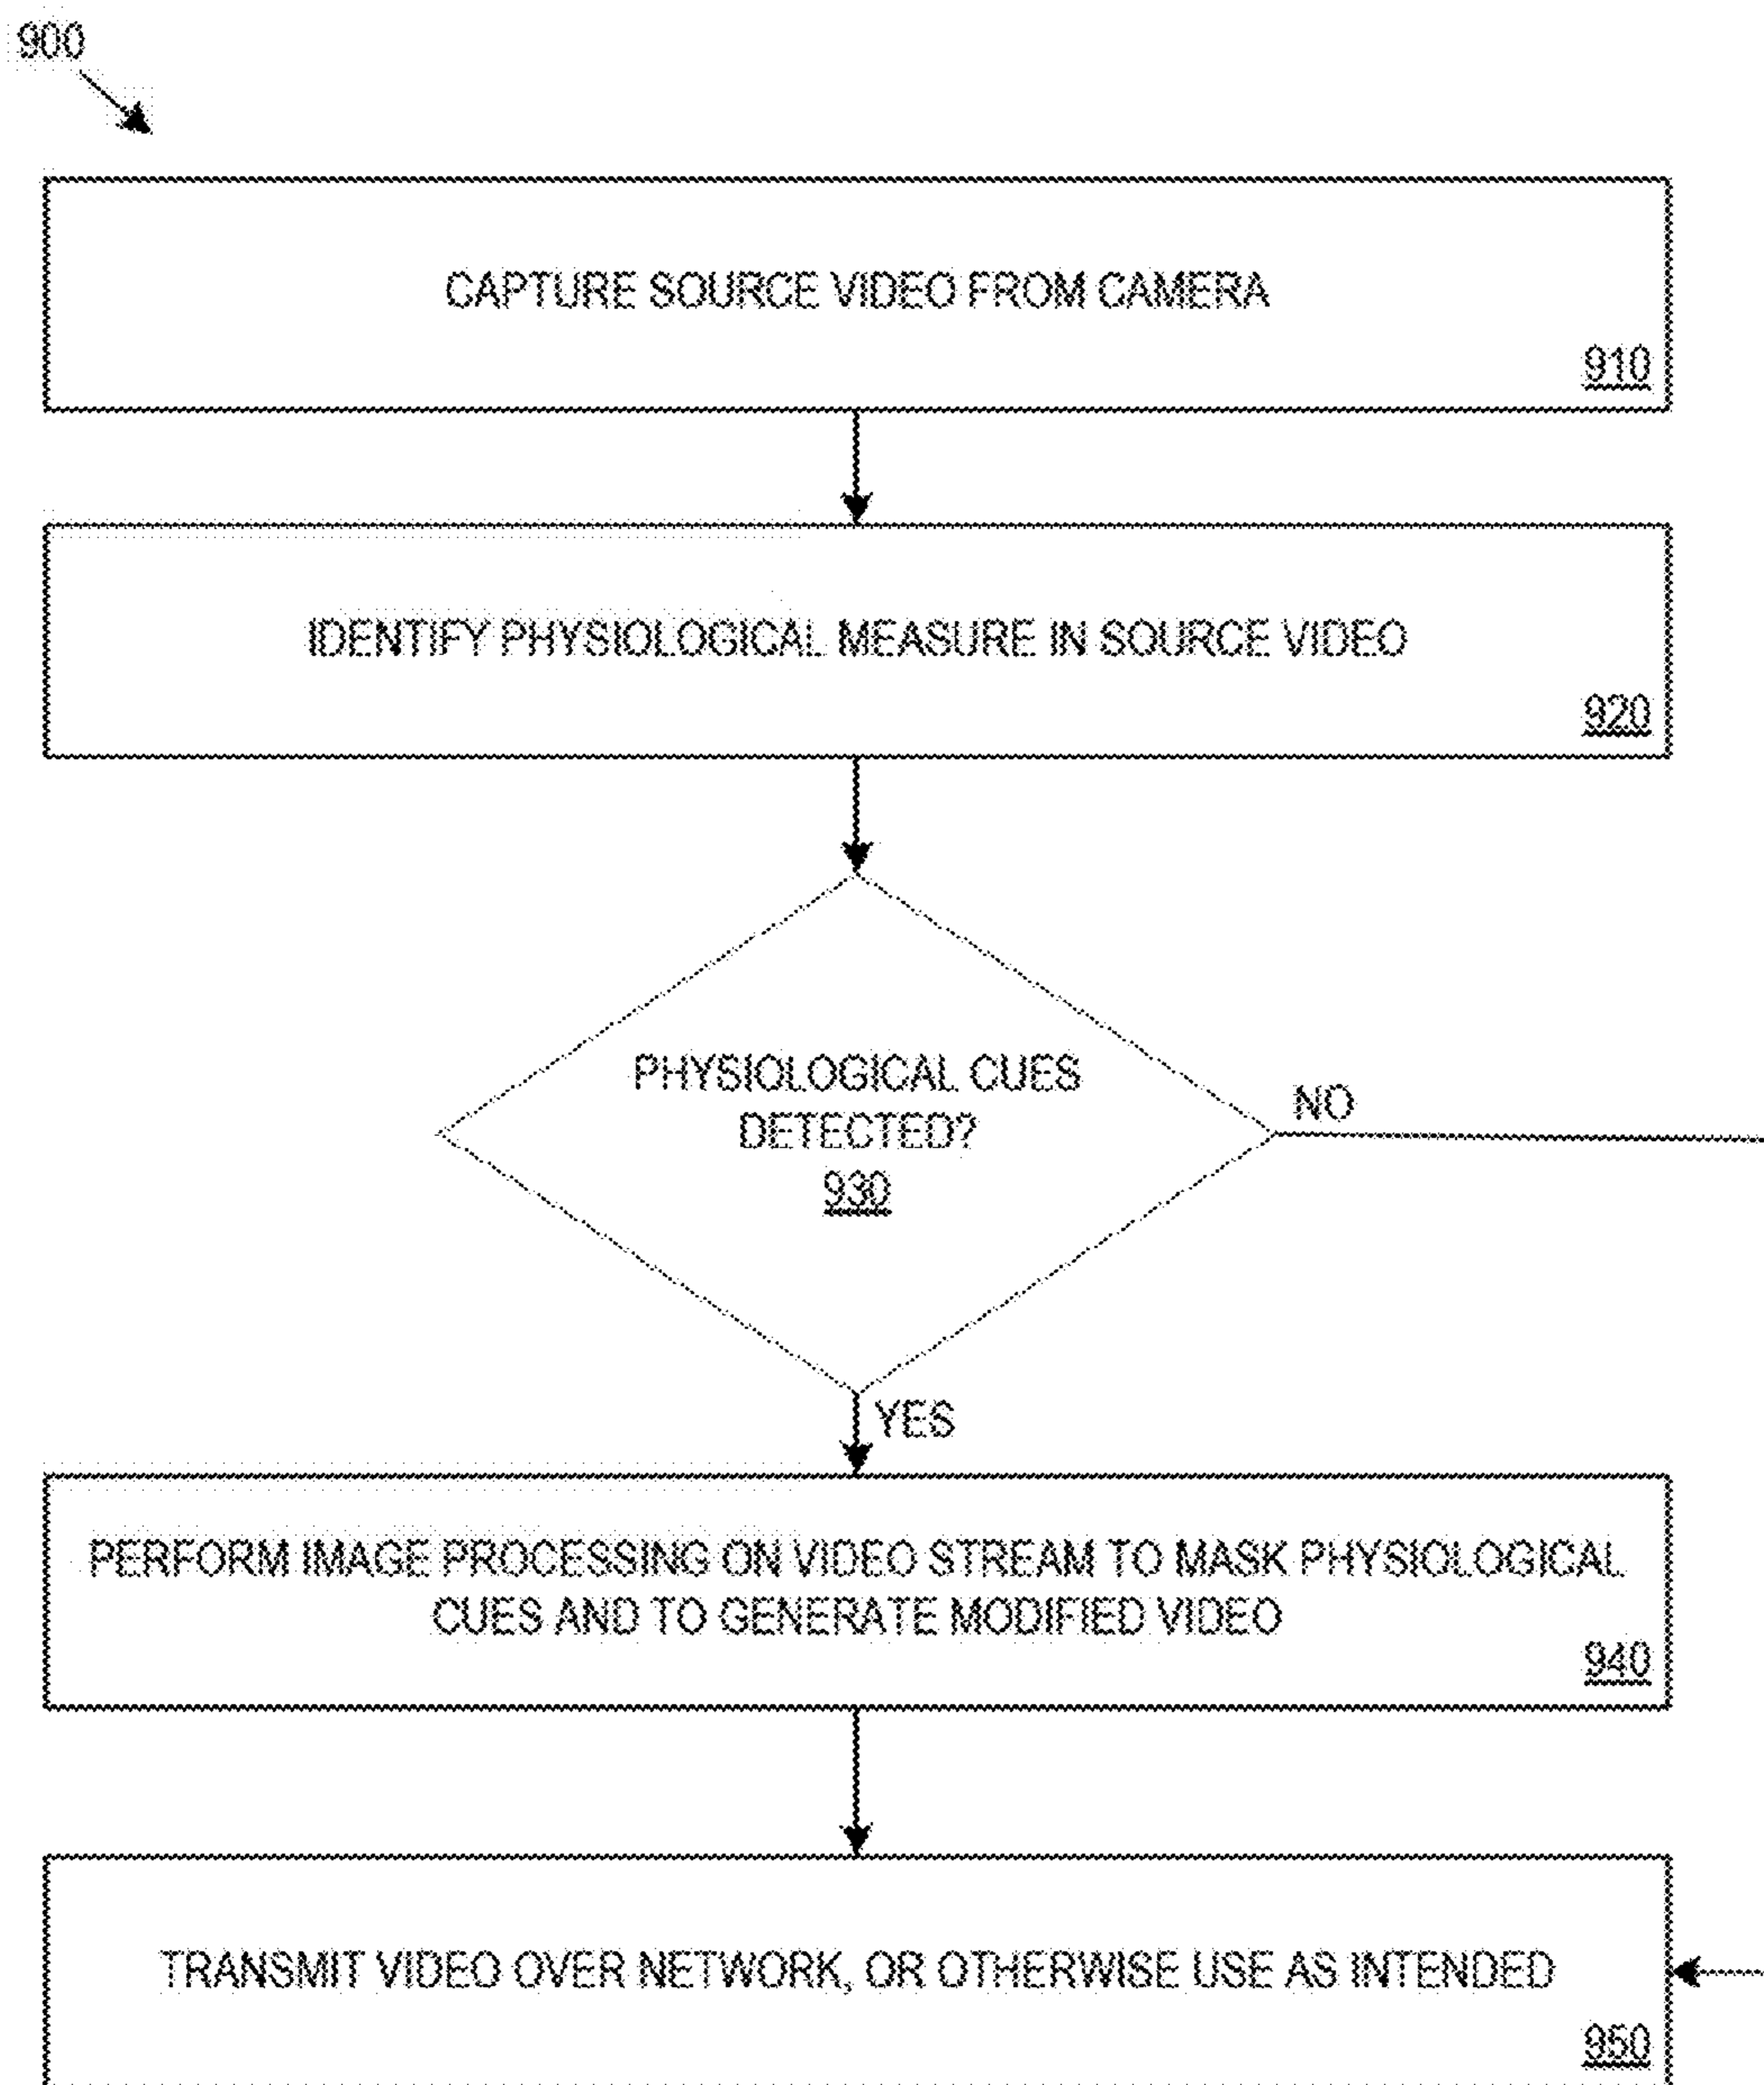 900
CAPTURE SOURCE VIDEO FROM CAMERA
910
IDENTIFY PHYSIOLOGICAL MEASURE IN SOURCE VIDEO
920
PHYSIOLOGICAL CUES
DETECTED?
930
NO
YES
PERFORM IMAGE PROCESSING ON VIDEO STREAM TO MASK PHYSIOLOGICAL
CUES AND TO GENERATE MODIFIED VIDEO
940
TRANSMIT VIDEO OVER NETWORK, OR OTHERWISE USE AS INTENDED
950